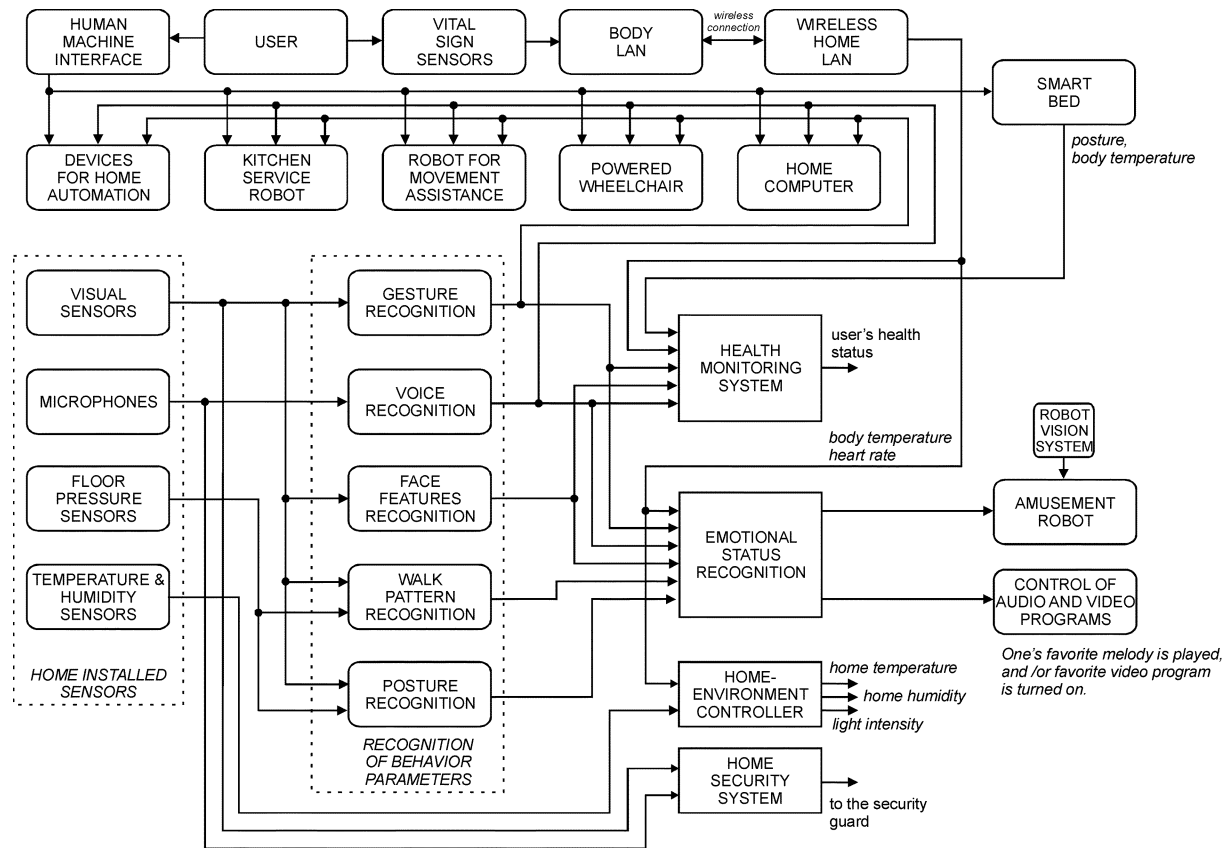 HUMAN
MACHINE
INTERFACE
USER
VITAL
SIGN
SENSORS
BODY
LAN
wireless
connection
WIRELESS
HOME
LAN
SMART
BED
posture,
body temperature
DEVICES
FOR HOME
AUTOMATION
KITCHEN
SERVICE
ROBOT
ROBOT FOR
MOVEMENT
ASSISTANCE
POWERED
WHEELCHAIR
HOME
COMPUTER
VISUAL
SENSORS
MICROPHONES
FLOOR
PRESSURE
SENSORS
TEMPERATURE &
HUMIDITY
SENSORS
HOME INSTALLED
SENSORS
GESTURE
RECOGNITION
VOICE
RECOGNITION
FACE
FEATURES
RECOGNITION
WALK
PATTERN
RECOGNITION
POSTURE
RECOGNITION
RECOGNITION
OF BEHAVIOR
PARAMETERS
HEALTH
MONITORING
SYSTEM
user's health
status
body temperature
heart rate
EMOTIONAL
STATUS
RECOGNITION
ROBOT
VISION
SYSTEM
AMUSEMENT
ROBOT
CONTROL OF
AUDIO AND VIDEO
PROGRAMS
One's favorite melody is played,
and /or favorite video program
is turned on.
HOME-
ENVIRONMENT
CONTROLLER
home temperature
home humidity
light intensity
HOME
SECURITY
SYSTEM
to the security
guard